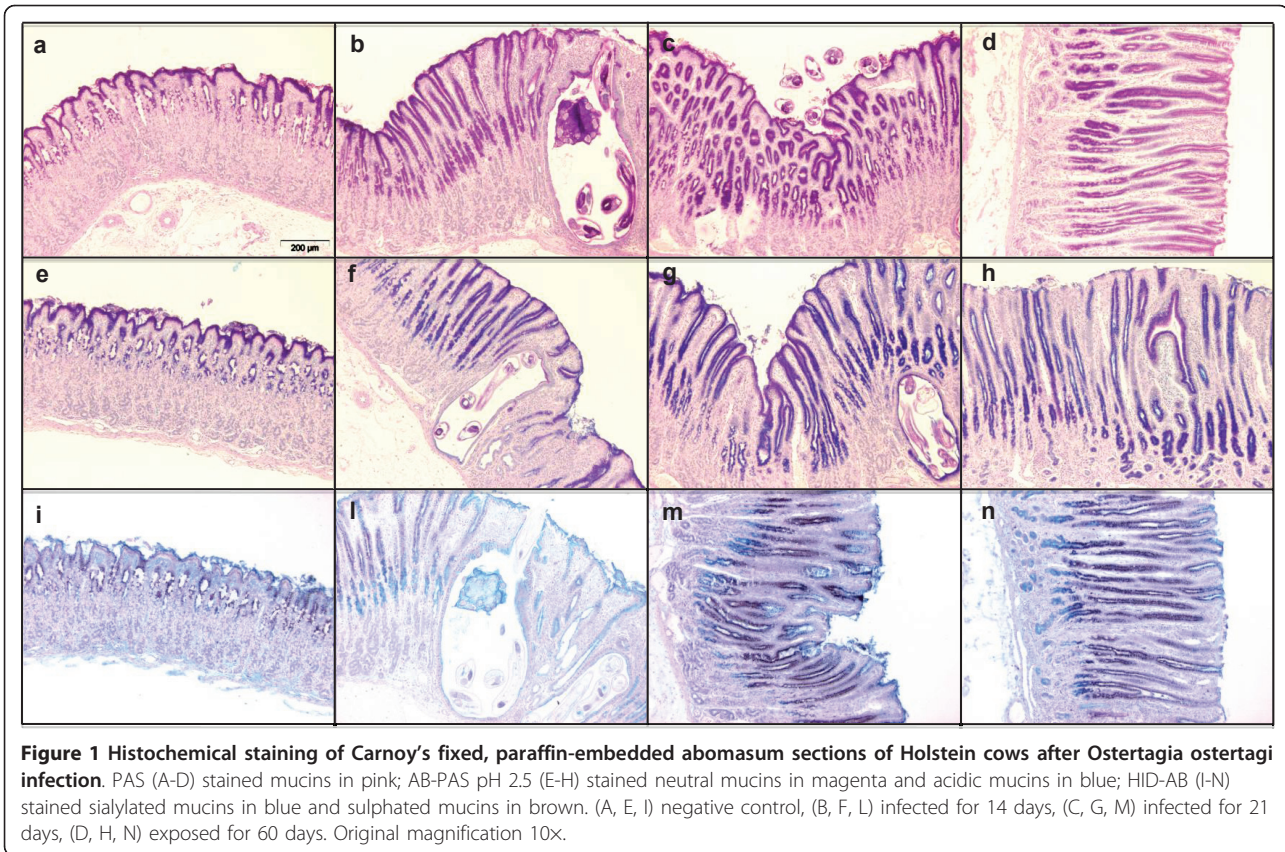 a
b
c
d
200 µm
e
f
g
h
i
l
m
n
Figure 1 Histochemical staining of Carnoy's fixed, paraffin-embedded abomasum sections of Holstein cows after Ostertagia ostertagi
infection. PAS (A-D) stained mucins in pink; AB-PAS pH 2.5 (E-H) stained neutral mucins in magenta and acidic mucins in blue; HID-AB (I-N)
stained sialylated mucins in blue and sulphated mucins in brown. (A, E, I) negative control, (B, F, L) infected for 14 days, (C, G, M) infected for 21
days, (D, H, N) exposed for 60 days. Original magnification 10×.